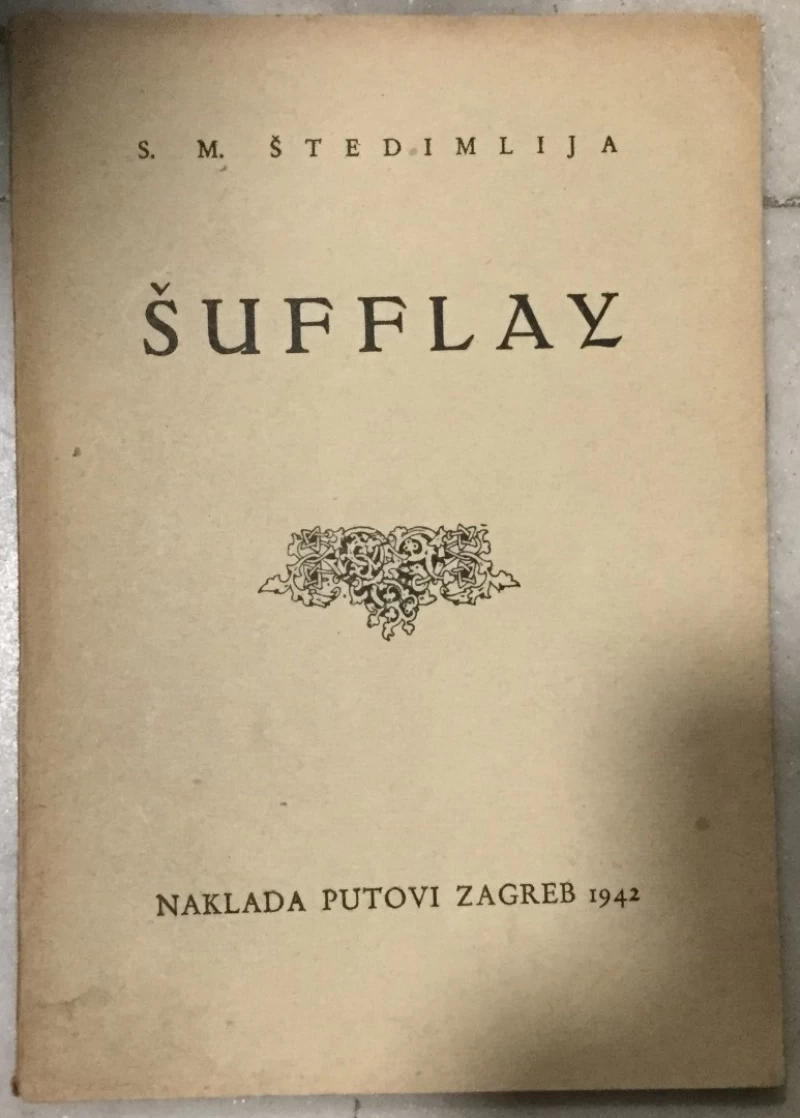 S. M. ŠTEDIMLIJA
ŠUFFLAY
NAKLADA PUTOVI ZAGREB 1942